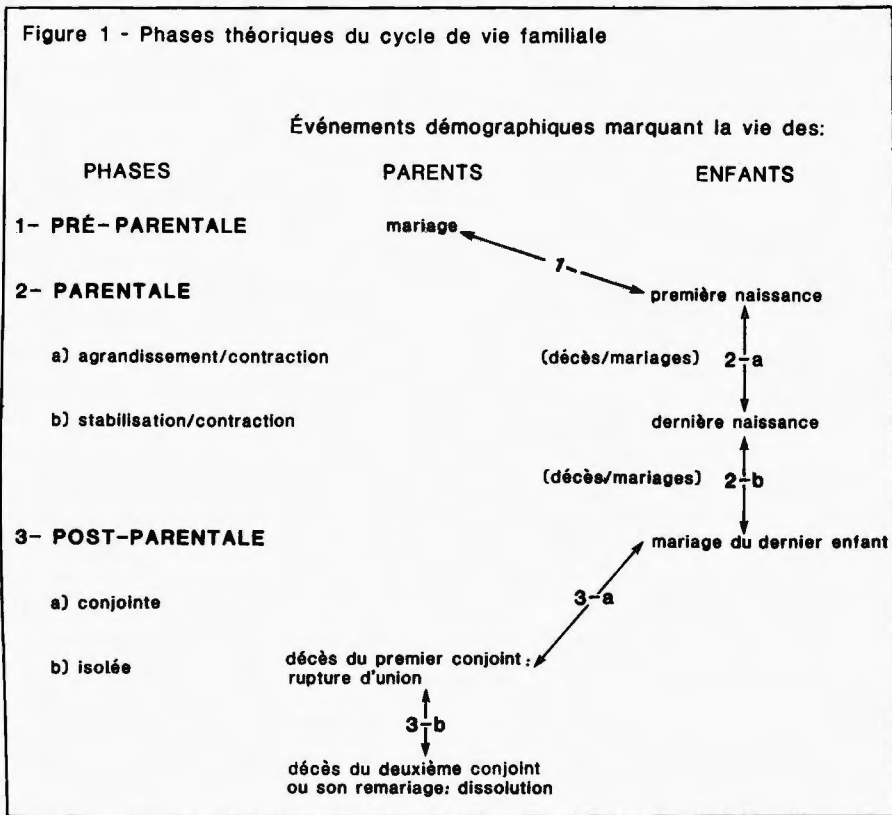 Figure 1 - Phases théoriques du cycle de vie familiale
Événements démographiques marquant la vie des:
PHASES PARENTS ENFANTS
1- PRÉ-PARENTALE mariage
1-
2- PARENTALE première naissance
a) agrandissement/contraction (décès/mariages) 2-a
b) stabilisation/contraction dernière naissance
(décès/mariages) 2-b
3- POST-PARENTALE mariage du dernier enfant
a) conjointe 3-a
b) isolée décès du premier conjoint:
rupture d'union
3-b
décès du deuxième conjoint
ou son remariage: dissolution